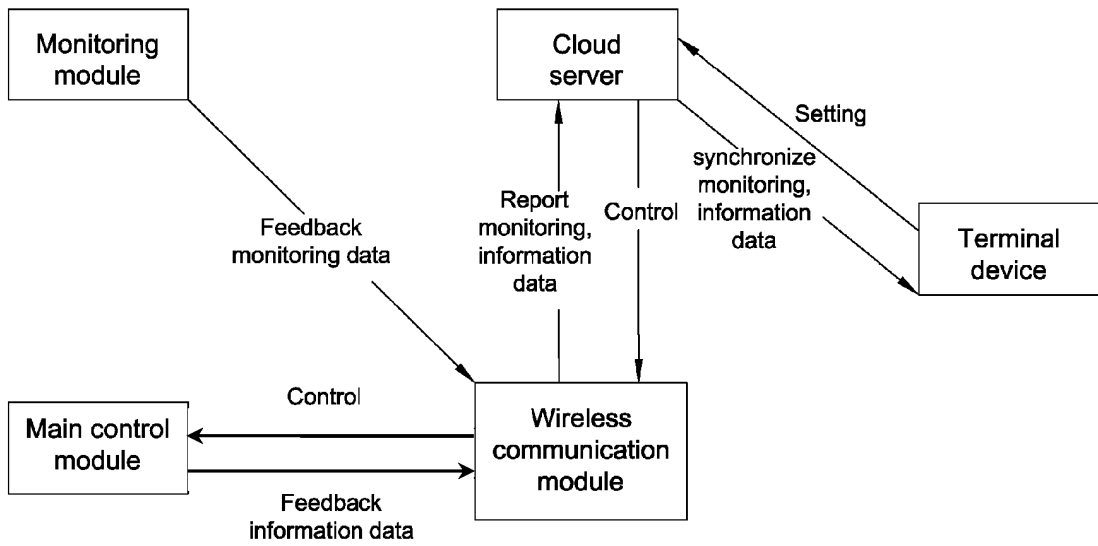 Monitoring
module
Cloud
server
Setting
synchronize
monitoring,
information
data
Report
monitoring,
information
data
Control
Feedback
monitoring data
Terminal
device
Control
Main control
module
Wireless
communication
module
Feedback
information data